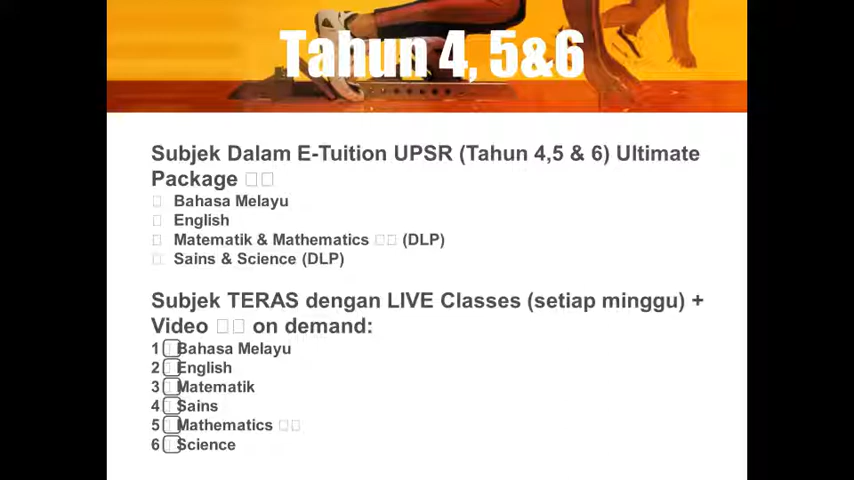 Tahun 4, 5&6
Subjek Dalam E-Tuition UPSR (Tahun 4,5 & 6) Ultimate
Package
Bahasa Melayu
English
Matematik & Mathematics (DLP)
Sains & Science (DLP)
Subjek TERAS dengan LIVE Classes (setiap minggu) +
Video on demand:
1 Bahasa Melayu
2 English
3 Matematik
4 Sains
5 Mathematics
6 Science